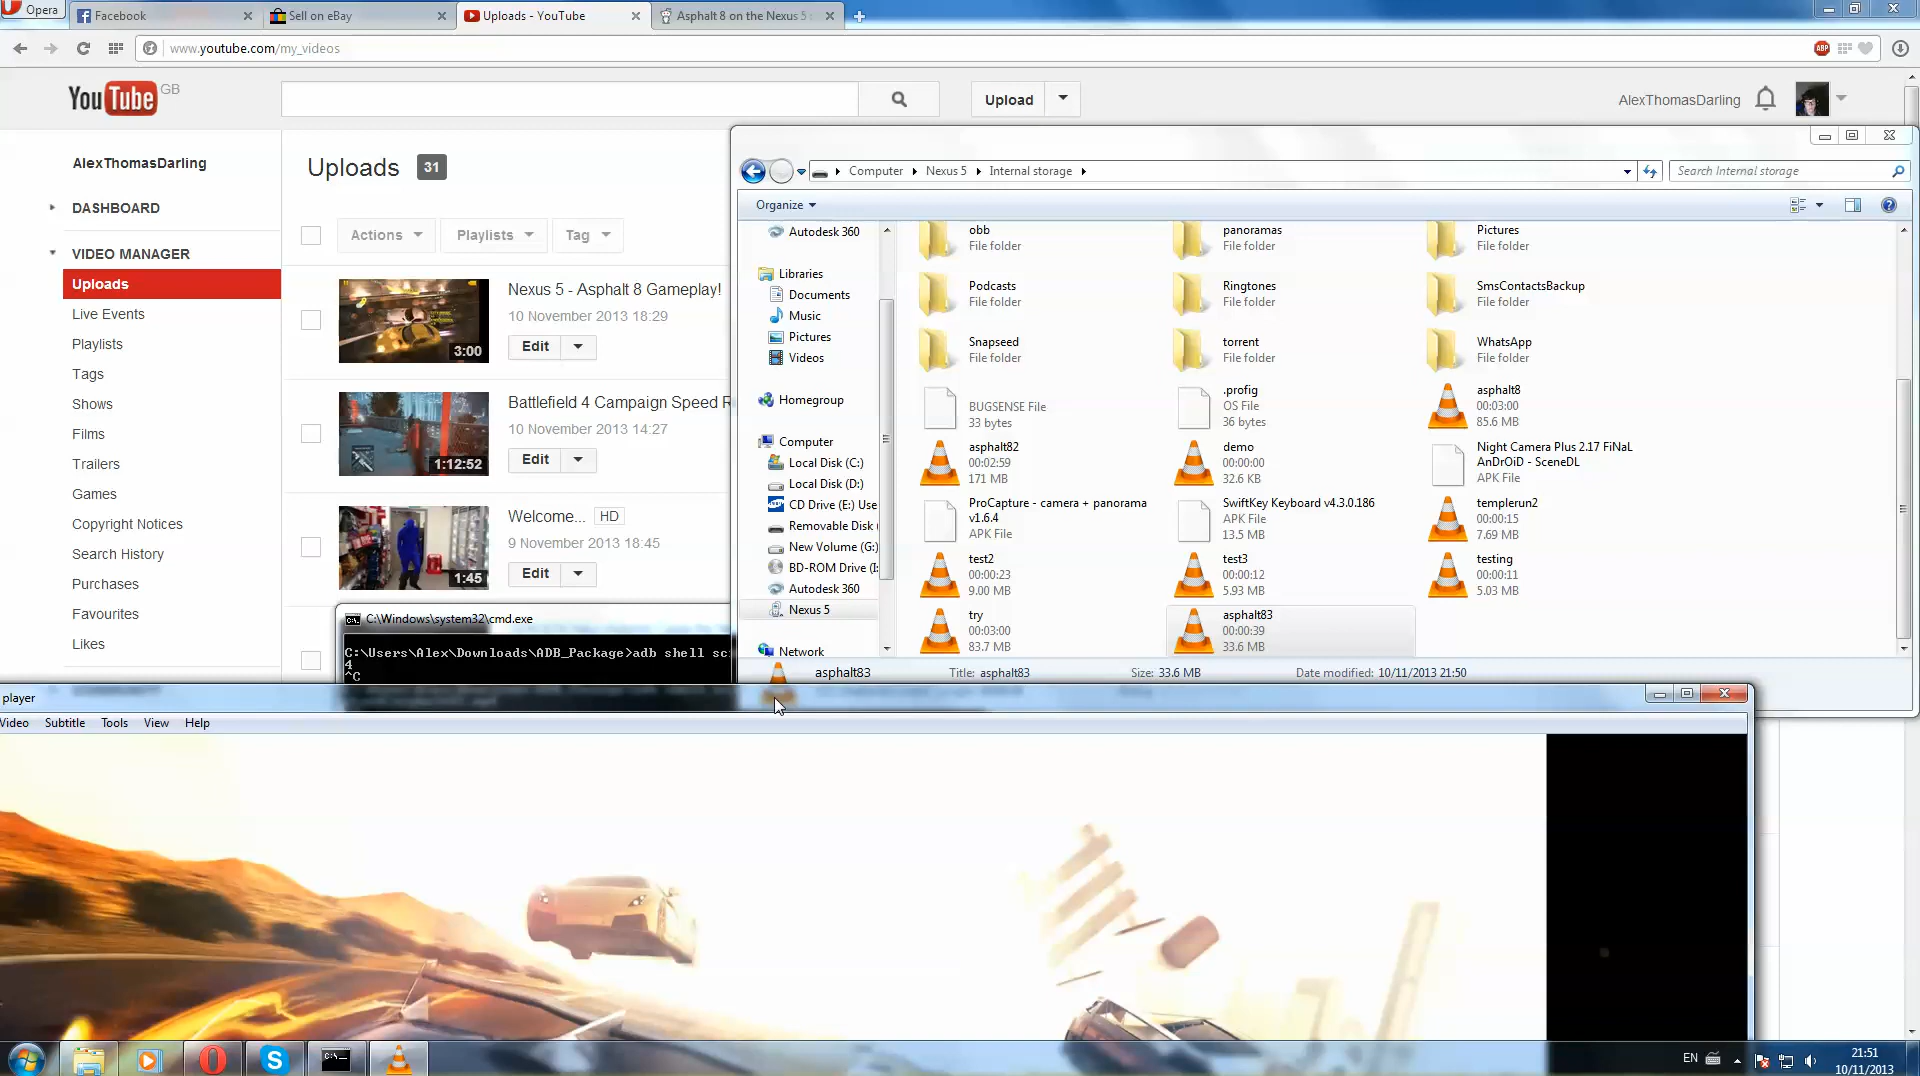 Opera
Facebook
Sell on eBay
Uploads - YouTube
Asphalt 8 on the Nexus 5
www.youtube.com/my_videos
ABP
YouTube GB
Upload
AlexThomasDarling
AlexThomasDarling
DASHBOARD
VIDEO MANAGER
Uploads
Live Events
Playlists
Tags
Shows
Films
Trailers
Games
Copyright Notices
Search History
Purchases
Favourites
Likes
COMMUNITY
Uploads 31
Actions
Playlists
Tag
3:00
Nexus 5 - Asphalt 8 Gameplay!
10 November 2013 18:29
Edit
1:12:52
Battlefield 4 Campaign Speed R
10 November 2013 14:27
Edit
1:45
Welcome... HD
9 November 2013 18:45
Edit
C:\Windows\system32\cmd.exe
C:\Users\Alex\Downloads\ADB_Package>adb shell sc
4
^C
Computer
Nexus 5
Internal storage
Search Internal storage
Organize
Autodesk 360
Libraries
Documents
Music
Pictures
Videos
Homegroup
Computer
Local Disk (C:)
Local Disk (D:)
CD Drive (E:) Use
Removable Disk
New Volume (G:)
BD-ROM Drive (I:
Autodesk 360
Nexus 5
Network
obb
File folder
panoramas
File folder
Pictures
File folder
Podcasts
File folder
Ringtones
File folder
SmsContactsBackup
File folder
Snapseed
File folder
torrent
File folder
WhatsApp
File folder
BUGSENSE File
33 bytes
.profig
OS File
36 bytes
asphalt8
00:03:00
85.6 MB
asphalt82
00:02:59
171 MB
demo
00:00:00
32.6 KB
Night Camera Plus 2.17 FiNaL
AnDrOiD - SceneDL
APK File
ProCapture - camera + panorama
v1.6.4
APK File
SwiftKey Keyboard v4.3.0.186
APK File
13.5 MB
templerun2
00:00:15
7.69 MB
test2
00:00:23
9.00 MB
test3
00:00:12
5.93 MB
testing
00:00:11
5.03 MB
try
00:03:00
83.7 MB
asphalt83
00:00:39
33.6 MB
asphalt83
Title: asphalt83
Size: 33.6 MB
Date modified: 10/11/2013 21:50
player
Video
Subtitle
Tools
View
Help
EN
21:51
10/11/2013